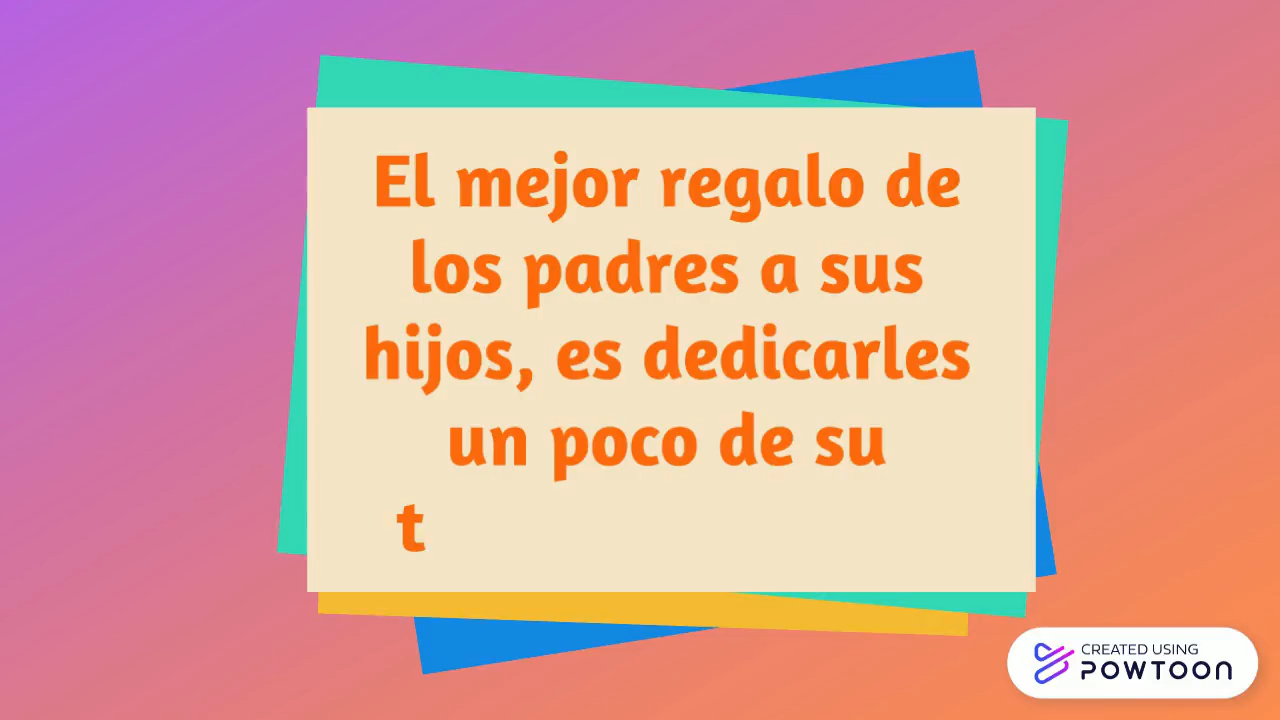 El mejor regalo de
los padres a sus
hijos, es dedicarles
un poco de su
t
CREATED USING
POWTOON